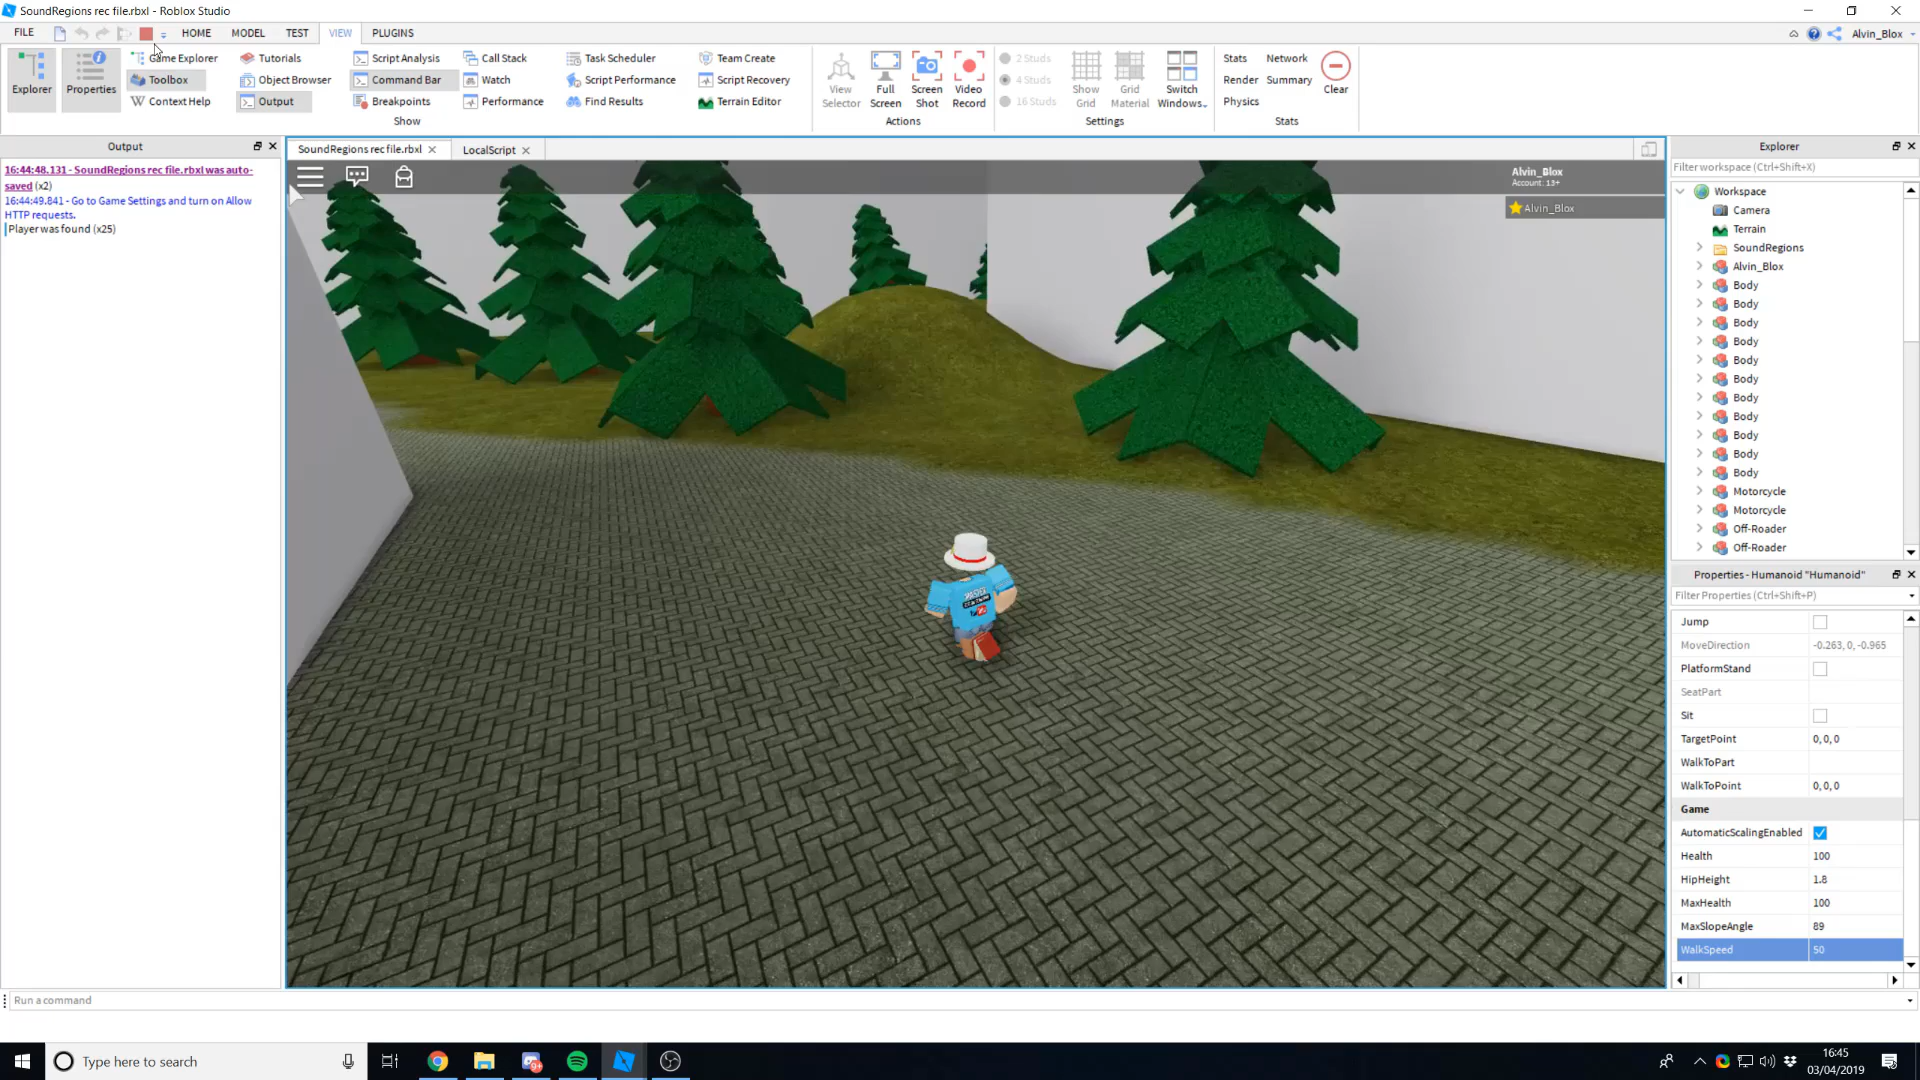 SoundRegions rec file.rbxl - Roblox Studio
FILE HOME MODEL TEST VIEW PLUGINS Alvin_Blox
Explorer
Properties
Game Explorer
Toolbox
Context Help
Tutorials
Object Browser
Output
Script Analysis
Command Bar
Breakpoints
Call Stack
Watch
Performance
Task Scheduler
Script Performance
Find Results
Team Create
Script Recovery
Terrain Editor
Show
View Selector
Full Screen
Screen Shot
Video Record
Actions
2 Studs
4 Studs
16 Studs
Show Grid
Grid Material
Switch Windows...
Settings
Stats Network
Render Summary
Physics
Clear
Stats
Output
16:44:48.131 - SoundRegions rec file.rbxl was auto-
saved (x2)
16:44:49.841 - Go to Game Settings and turn on Allow
HTTP requests.
Player was found (x25)
SoundRegions rec file.rbxl
LocalScript
Alvin_Blox
Account: 13+
Alvin_Blox
Explorer
Filter workspace (Ctrl+Shift+X)
Workspace
Camera
Terrain
SoundRegions
Alvin_Blox
Body
Body
Body
Body
Body
Body
Body
Body
Body
Body
Body
Motorcycle
Motorcycle
Off-Roader
Off-Roader
Properties - Humanoid "Humanoid"
Filter Properties (Ctrl+Shift+P)
Jump
MoveDirection -0.263, 0, -0.965
PlatformStand
SeatPart
Sit
TargetPoint 0, 0, 0
WalkToPart
WalkToPoint 0, 0, 0
Game
AutomaticScalingEnabled
Health 100
HipHeight 1.8
MaxHealth 100
MaxSlopeAngle 89
WalkSpeed 50
Run a command
Type here to search
16:45
03/04/2019